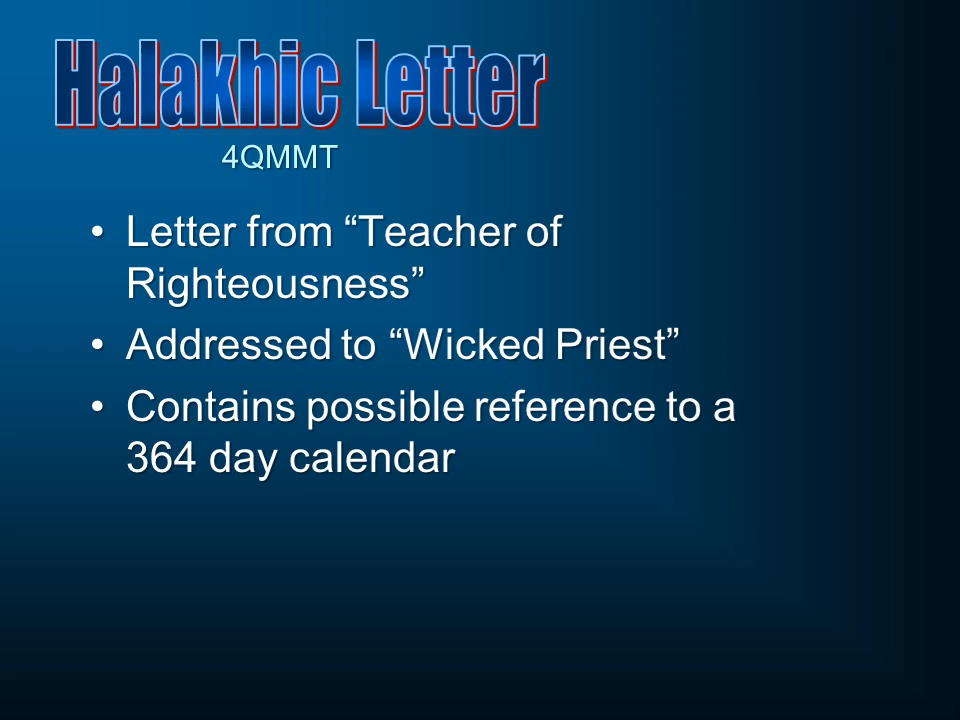 Halakhic Letter
4QMMT
• Letter from “Teacher of
Righteousness”
• Addressed to “Wicked Priest”
• Contains possible reference to a
364 day calendar